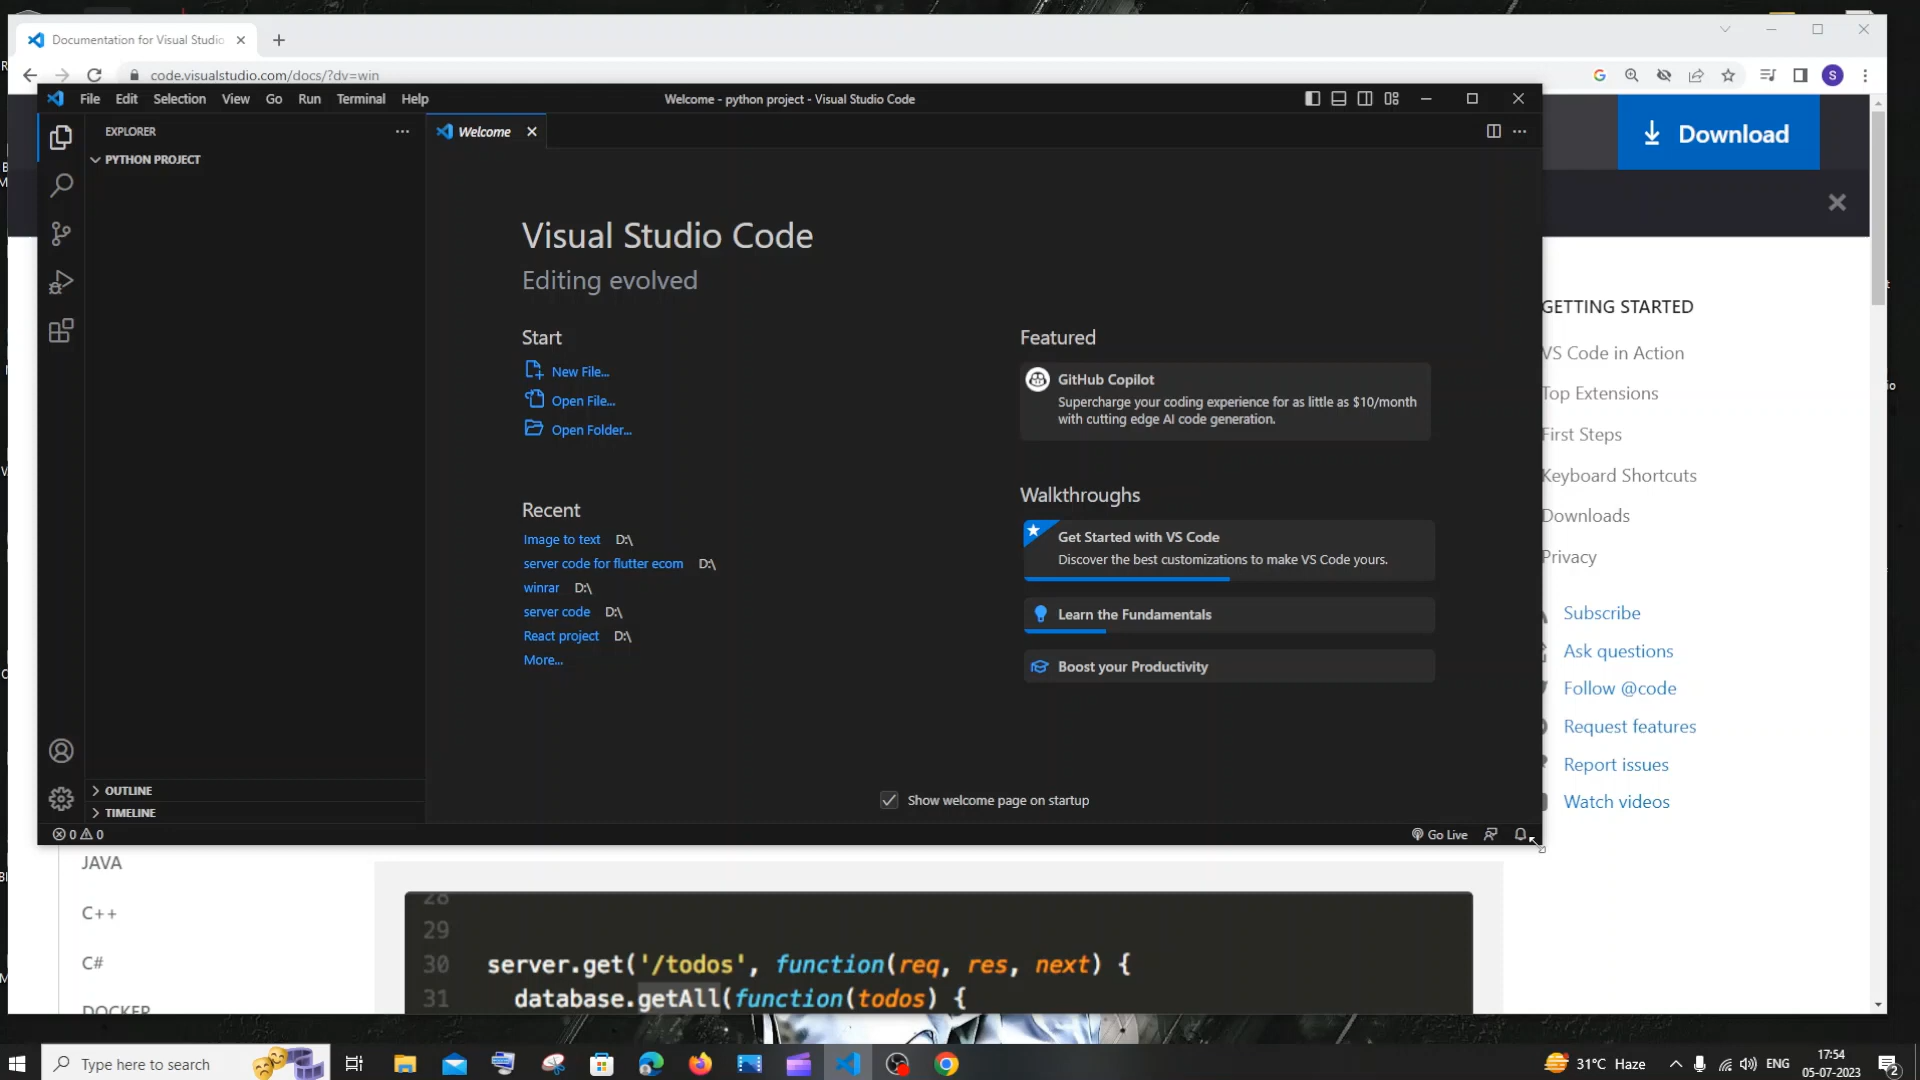 Documentation for Visual Studio
code.visualstudio.com/docs/?dv=win
S
File Edit Selection View Go Run Terminal Help
Welcome - python project - Visual Studio Code
EXPLORER
Welcome
PYTHON PROJECT
Download
Visual Studio Code
Editing evolved
Start
New File...
Open File...
Open Folder...
Recent
Image to text D:\
server code for flutter ecom D:\
winrar D:\
server code D:\
React project D:\
More...
Featured
GitHub Copilot
Supercharge your coding experience for as little as $10/month
with cutting edge AI code generation.
Walkthroughs
Get Started with VS Code
Discover the best customizations to make VS Code yours.
Learn the Fundamentals
Boost your Productivity
Show welcome page on startup
OUTLINE
TIMELINE
0 0
Go Live
GETTING STARTED
VS Code in Action
Top Extensions
First Steps
Keyboard Shortcuts
Downloads
Privacy
Subscribe
Ask questions
Follow @code
Request features
Report issues
Watch videos
JAVA
C++
C#
DOCKER
28
29
30 server.get('/todos', function(req, res, next) {
31 database.getAll(function(todos) {
Type here to search
31°C Haze
ENG
17:54
05-07-2023
2